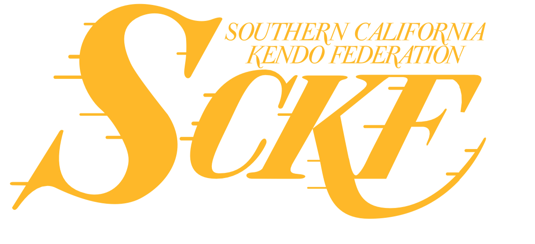 SOUTHERN CALIFORNIA
KENDO FEDERATION
SCKF